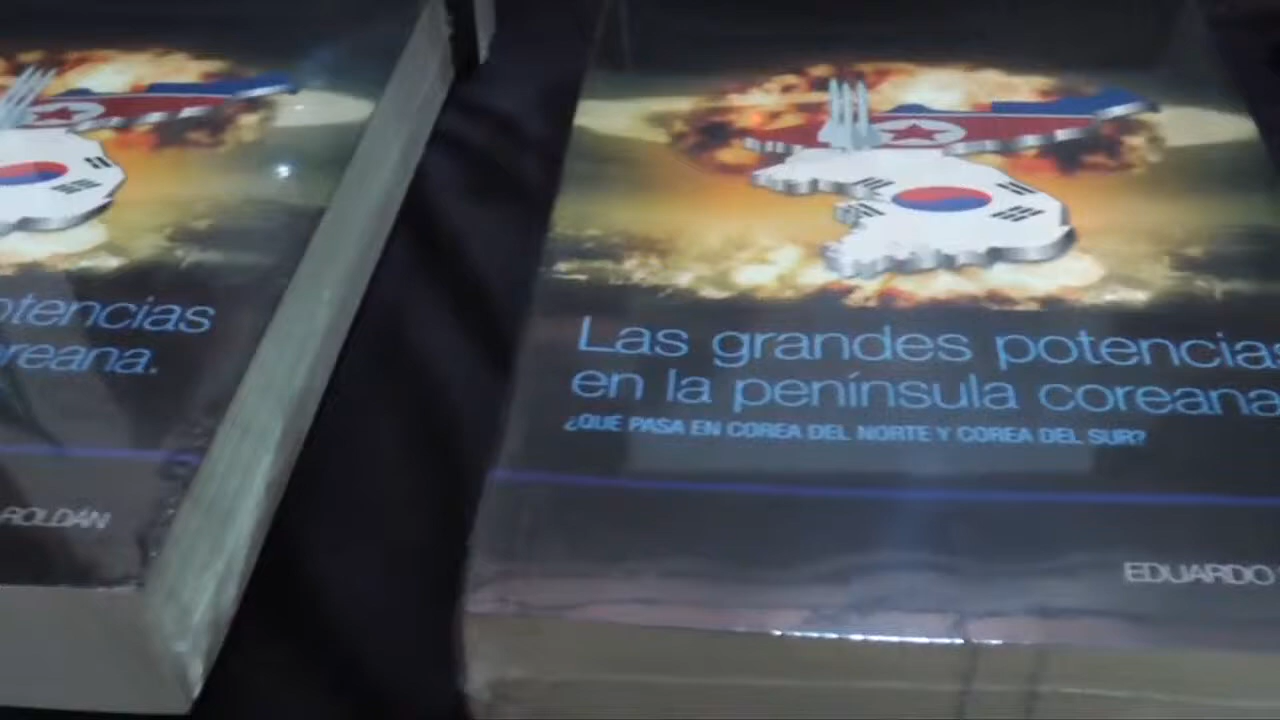 otencias
oreana.
ROLDÁN
Las grandes potencias
en la península coreana
¿QUÉ PASA EN COREA DEL NORTE Y COREA DEL SUR?
EDUARDO